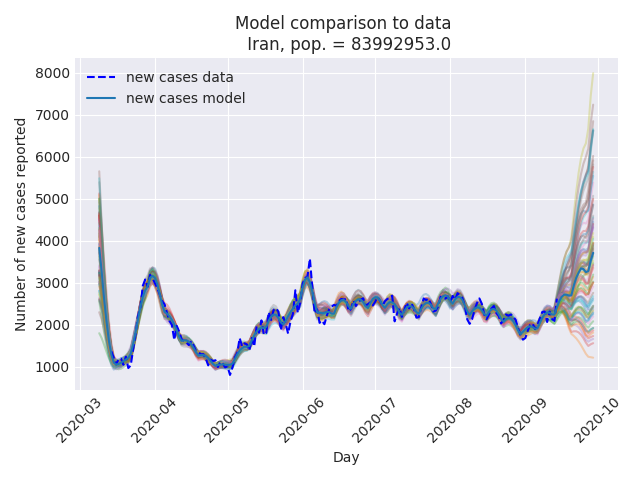 Model comparison to data
Iran, pop. = 83992953.0
new cases data
new cases model
Number of new cases reported
8000
7000
6000
5000
4000
3000
2000
1000
2020-03
2020-04
2020-05
2020-06
2020-07
2020-08
2020-09
2020-10
Day